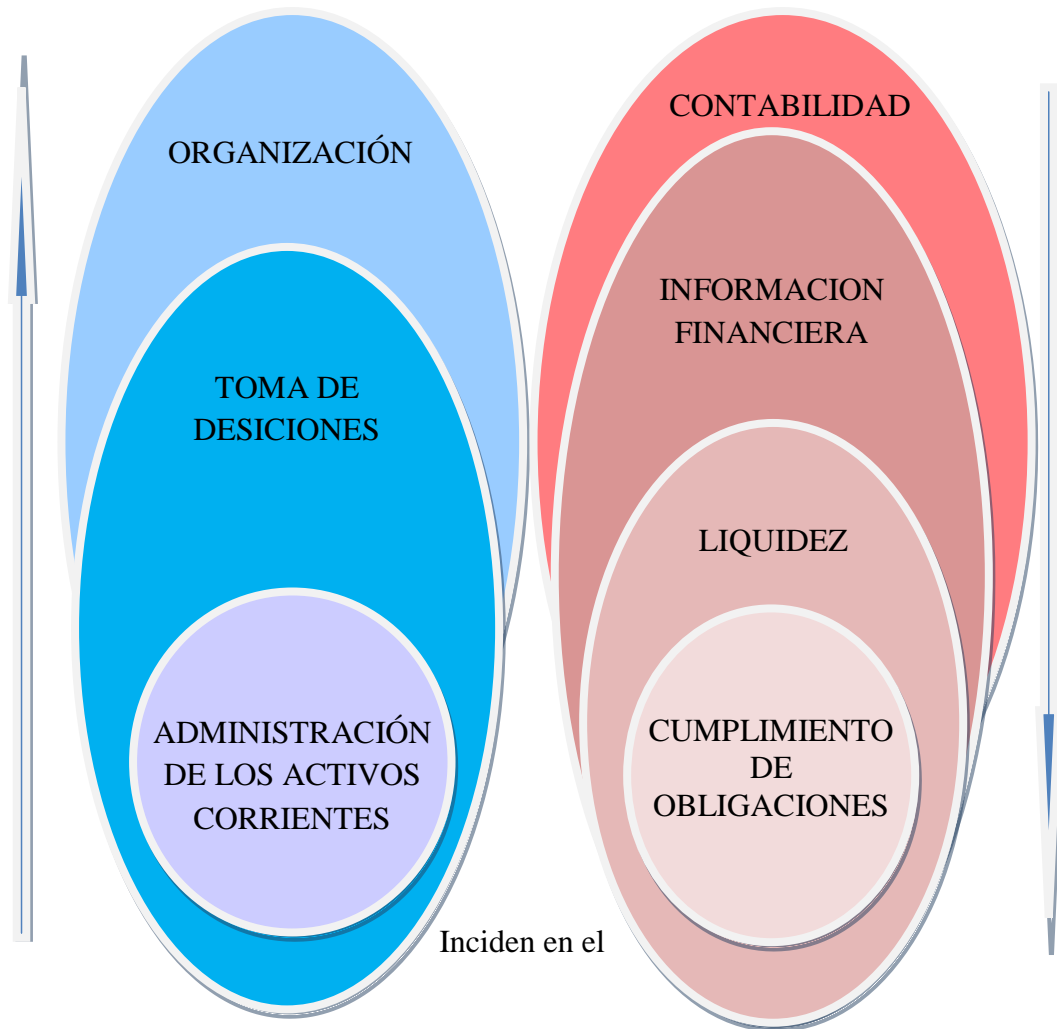 ORGANIZACIÓN
TOMA DE
DESICIONES
ADMINISTRACIÓN
DE LOS ACTIVOS
CORRIENTES
CONTABILIDAD
INFORMACION
FINANCIERA
LIQUIDEZ
CUMPLIMIENTO
DE
OBLIGACIONES
Inciden en el